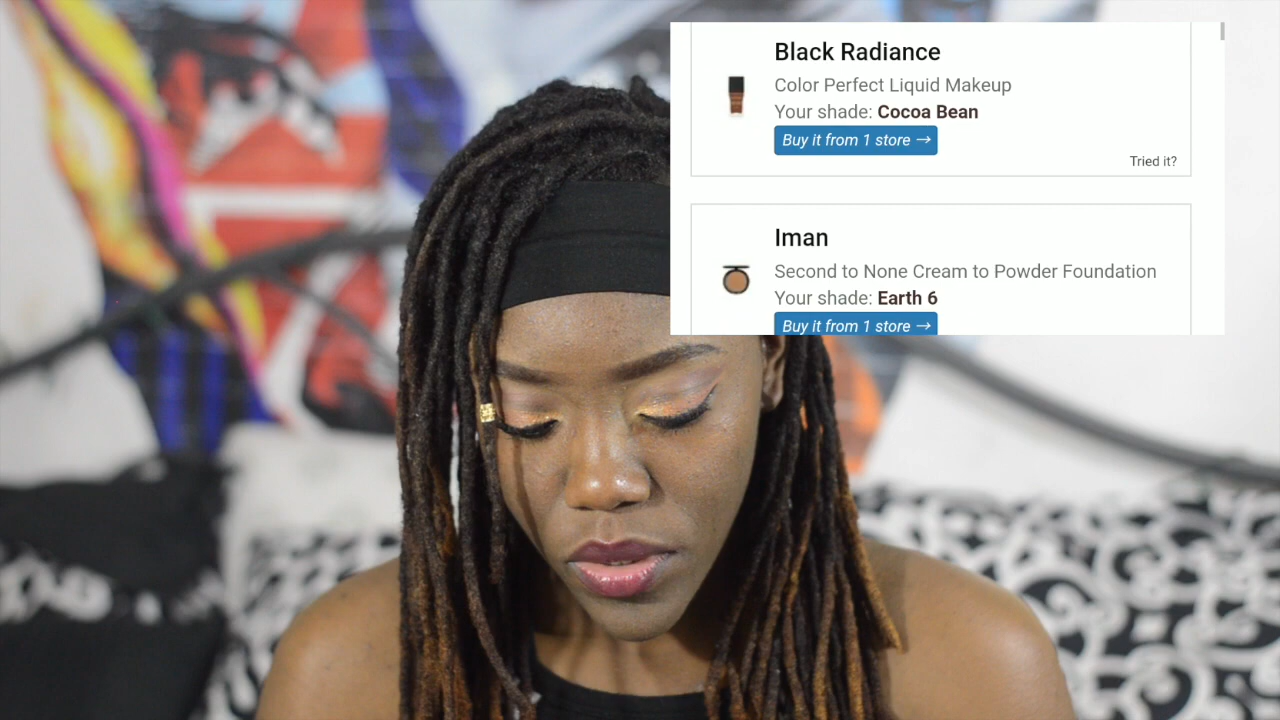 Black Radiance
Color Perfect Liquid Makeup
Your shade: Cocoa Bean
Buy it from 1 store →
Tried it?
Iman
Second to None Cream to Powder Foundation
Your shade: Earth 6
Buy it from 1 store →